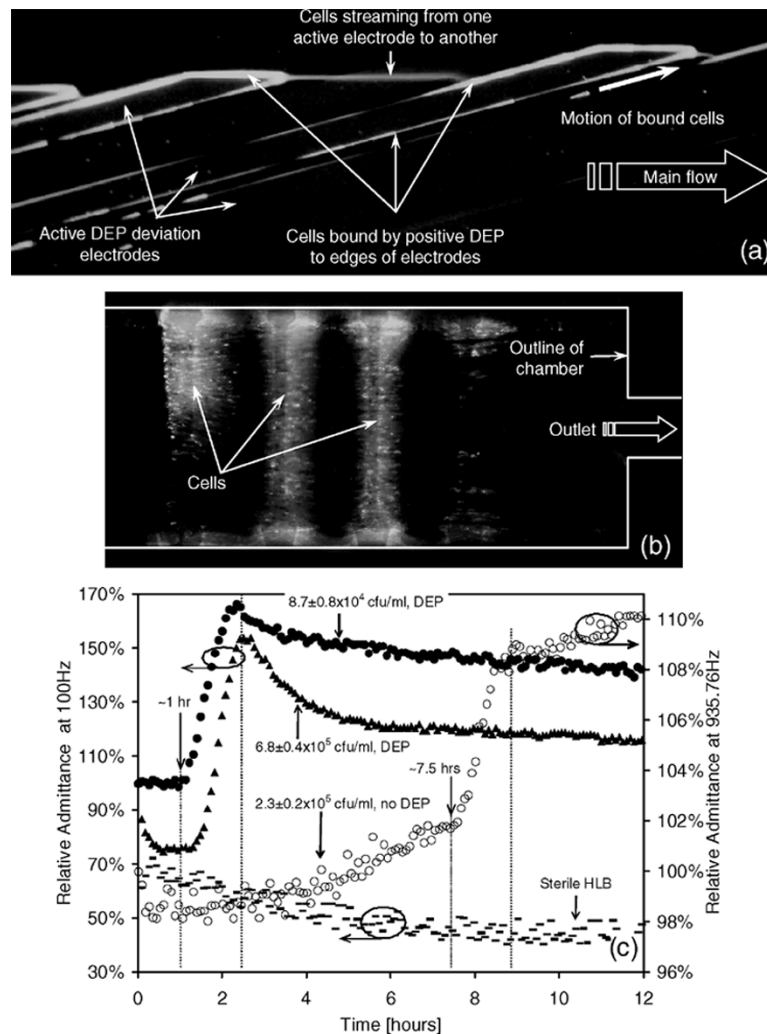 Cells streaming from one
active electrode to another
Motion of bound cells
Main flow
Active DEP deviation
electrodes
Cells bound by positive DEP
to edges of electrodes
(a)
Outline of
chamber
Outlet
Cells
(b)
170%
150%
130%
110%
90%
70%
50%
30%
Relative Admittance at 100Hz
8.7±0.8x10⁴ cfu/ml, DEP
~1 hr
6.8±0.4x10⁵ cfu/ml, DEP
2.3±0.2x10⁵ cfu/ml, no DEP
~7.5 hrs
Sterile HLB
(c)
110%
108%
106%
104%
102%
100%
98%
96%
Relative Admittance at 935.76Hz
0 2 4 6 8 10 12
Time [hours]